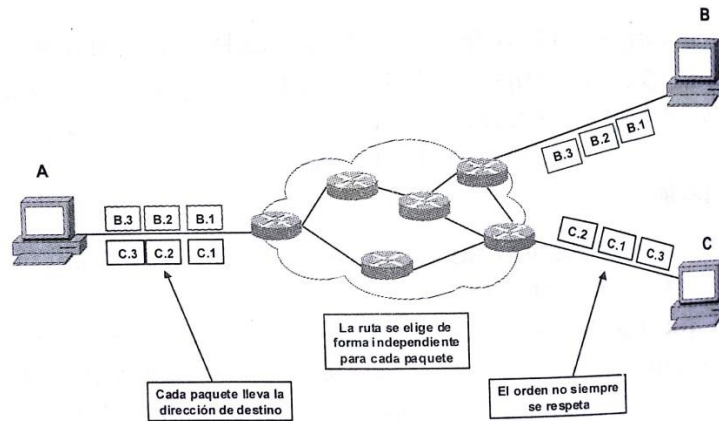 B
B.3 B.2 B.1
A
B.3 B.2 B.1
C.3 C.2 C.1
C.2 C.1 C.3
C
La ruta se elige de
forma independiente
para cada paquete
Cada paquete lleva la
dirección de destino
El orden no siempre
se respeta